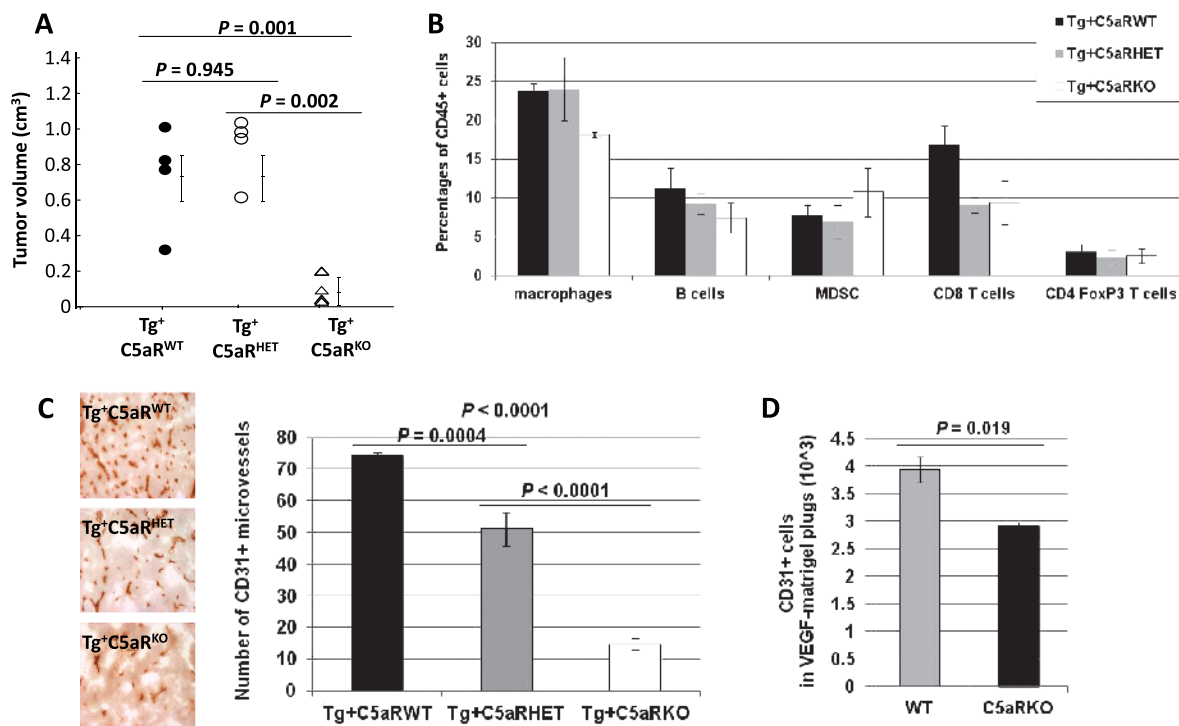 A
P = 0.001
P = 0.945
P = 0.002
Tumor volume (cm³)
1.4
1.2
1.0
0.8
0.6
0.4
0.2
0
Tg⁺ Tg⁺ Tg⁺
C5aRᵂᵀ C5aRᴴᴱᵀ C5aRᴷᴼ
B
Tg+C5aRWT
Tg+C5aRHET
Tg+C5aRKO
Percentages of CD45+ cells
30
25
20
15
10
5
0
macrophages B cells MDSC CD8 T cells CD4 FoxP3 T cells
C
Tg⁺C5aRᵂᵀ
Tg⁺C5aRᴴᴱᵀ
Tg⁺C5aRᴷᴼ
P < 0.0001
P = 0.0004
P < 0.0001
Number of CD31+ microvessels
80
70
60
50
40
30
20
10
0
Tg+C5aRWT Tg+C5aRHET Tg+C5aRKO
D
P = 0.019
CD31+ cells
in VEGF-matrigel plugs (10^3)
4.5
4
3.5
3
2.5
2
1.5
1
0.5
0
WT C5aRKO